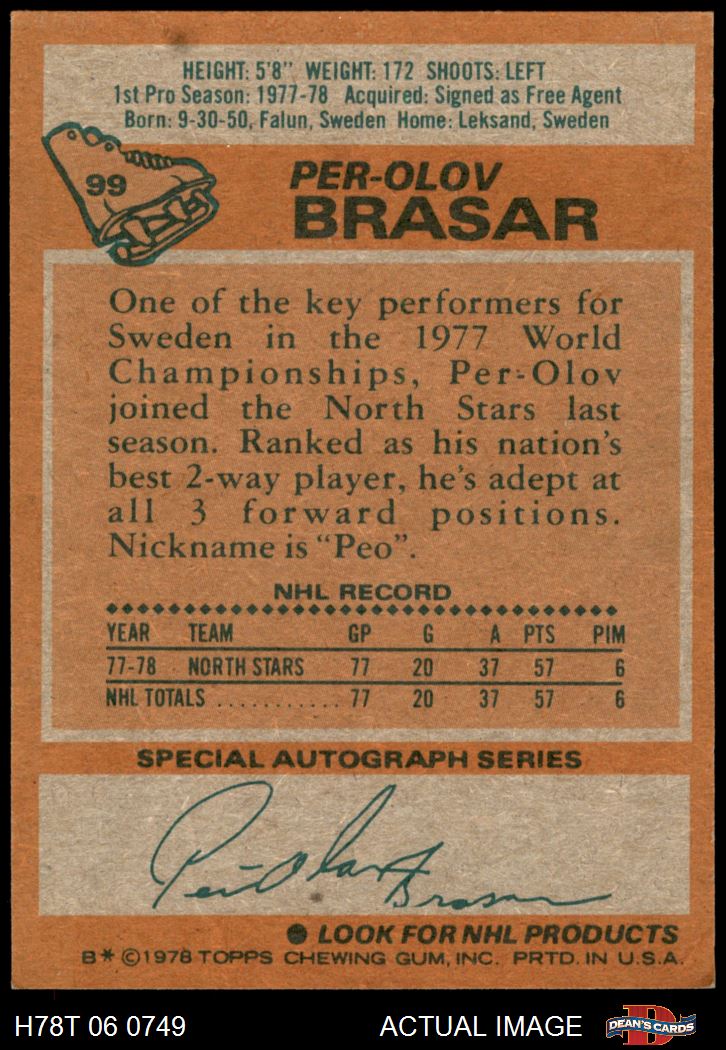 HEIGHT: 5'8" WEIGHT: 172 SHOOTS: LEFT
1st Pro Season: 1977-78 Acquired: Signed as Free Agent
Born: 9-30-50, Falun, Sweden Home: Leksand, Sweden
99
PER-OLOV
BRASAR
One of the key performers for
Sweden in the 1977 World
Championships, Per-Olov
joined the North Stars last
season. Ranked as his nation's
best 2-way player, he's adept at
all 3 forward positions.
Nickname is "Peo".
NHL RECORD
YEAR TEAM GP G A PTS PIM
77-78 NORTH STARS 77 20 37 57 6
NHL TOTALS ........... 77 20 37 57 6
SPECIAL AUTOGRAPH SERIES
Per-Olov Brasar
● LOOK FOR NHL PRODUCTS
B* ©1978 TOPPS CHEWING GUM, INC. PRTD. IN U.S.A.
H78T 06 0749 ACTUAL IMAGE DEAN'S CARDS